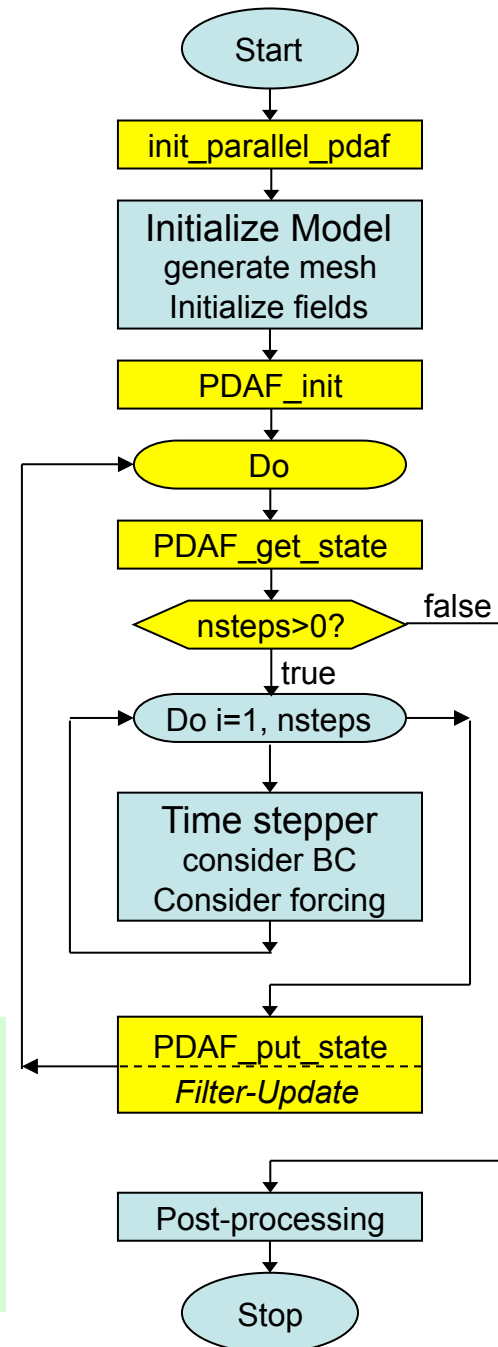 Start
init_parallel_pdaf
Initialize Model
generate mesh
Initialize fields
PDAF_init
Do
PDAF_get_state
nsteps>0?
false
true
Do i=1, nsteps
Time stepper
consider BC
Consider forcing
PDAF_put_state
Filter-Update
Post-processing
Stop